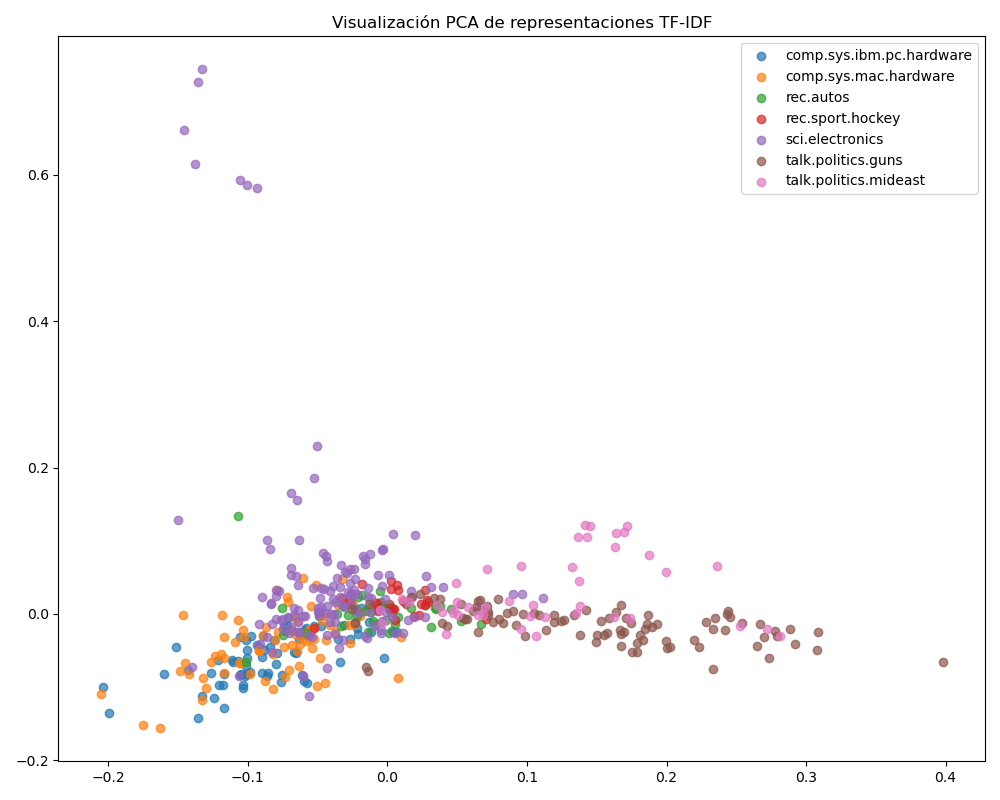 Visualización PCA de representaciones TF-IDF
comp.sys.ibm.pc.hardware
comp.sys.mac.hardware
rec.autos
rec.sport.hockey
sci.electronics
talk.politics.guns
talk.politics.mideast
0.6
0.4
0.2
0.0
−0.2
−0.2
−0.1
0.0
0.1
0.2
0.3
0.4